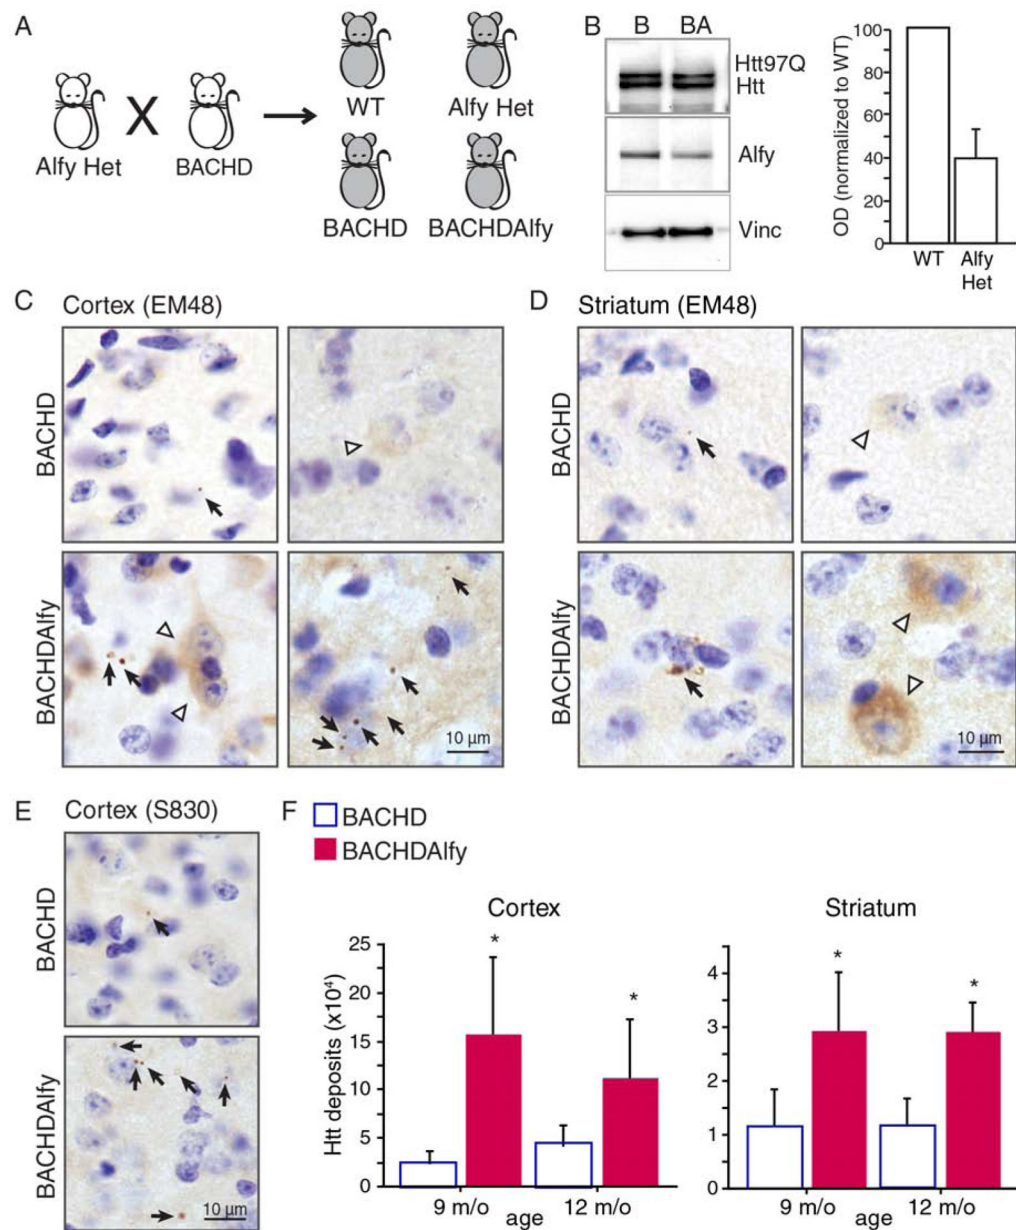 A
Alfy Het
X
BACHD
WT
Alfy Het
BACHD
BACHDAlfy
B
B BA
Htt97Q
Htt
Alfy
Vinc
OD (normalized to WT)
100
80
60
40
20
0
WT
Alfy
Het
C Cortex (EM48)
BACHD
BACHDAlfy
10 µm
D Striatum (EM48)
BACHD
BACHDAlfy
10 µm
E Cortex (S830)
BACHD
BACHDAlfy
10 µm
F
BACHD
BACHDAlfy
Cortex
Htt deposits (x10⁴)
25
20
15
10
5
0
* *
9 m/o 12 m/o
Striatum
4
3
2
1
0
* *
9 m/o 12 m/o
age age